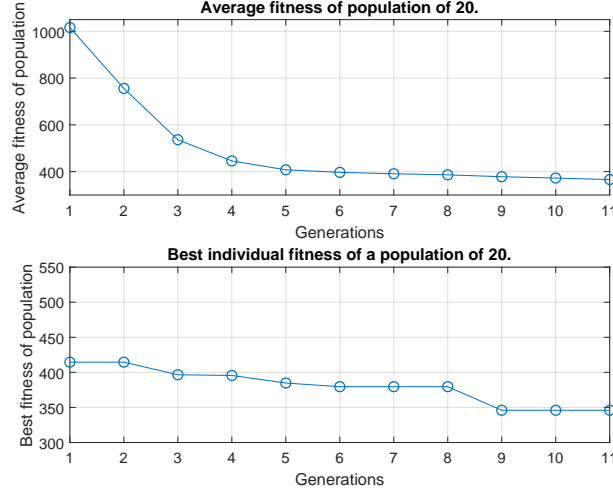 Average fitness of population of 20.
Average fitness of population
1000
800
600
400
1 2 3 4 5 6 7 8 9 10 11
Generations
Best individual fitness of a population of 20.
Best fitness of population
550
500
450
400
350
300
1 2 3 4 5 6 7 8 9 10 11
Generations